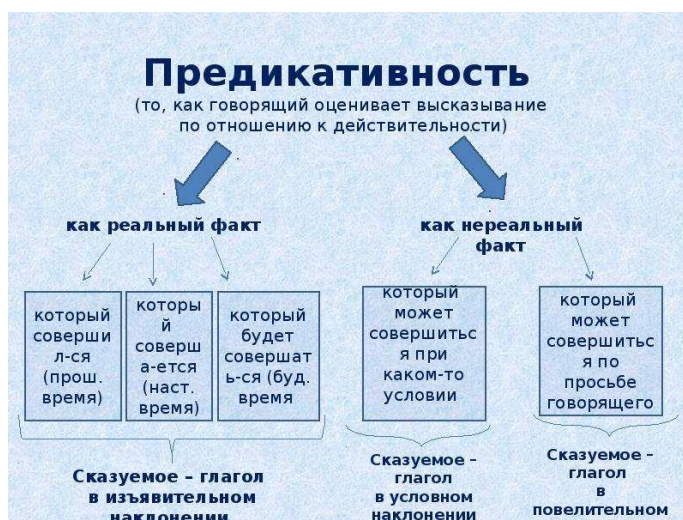 Предикативность
(то, как говорящий оценивает высказывание
по отношению к действительности)
как реальный факт
как нереальный
факт
который
соверши
л-ся
(прош.
время)
которы
й
соверш
а-ется
(наст.
время)
который
будет
совершат
ь-ся (буд.
время
который
может
совершитьс
я при
каком-то
условии
который
может
совершитьс
я по
просьбе
говорящего
Сказуемое – глагол
в изъявительном
наклонении
Сказуемое –
глагол
в условном
наклонении
Сказуемое –
глагол
в
повелительном